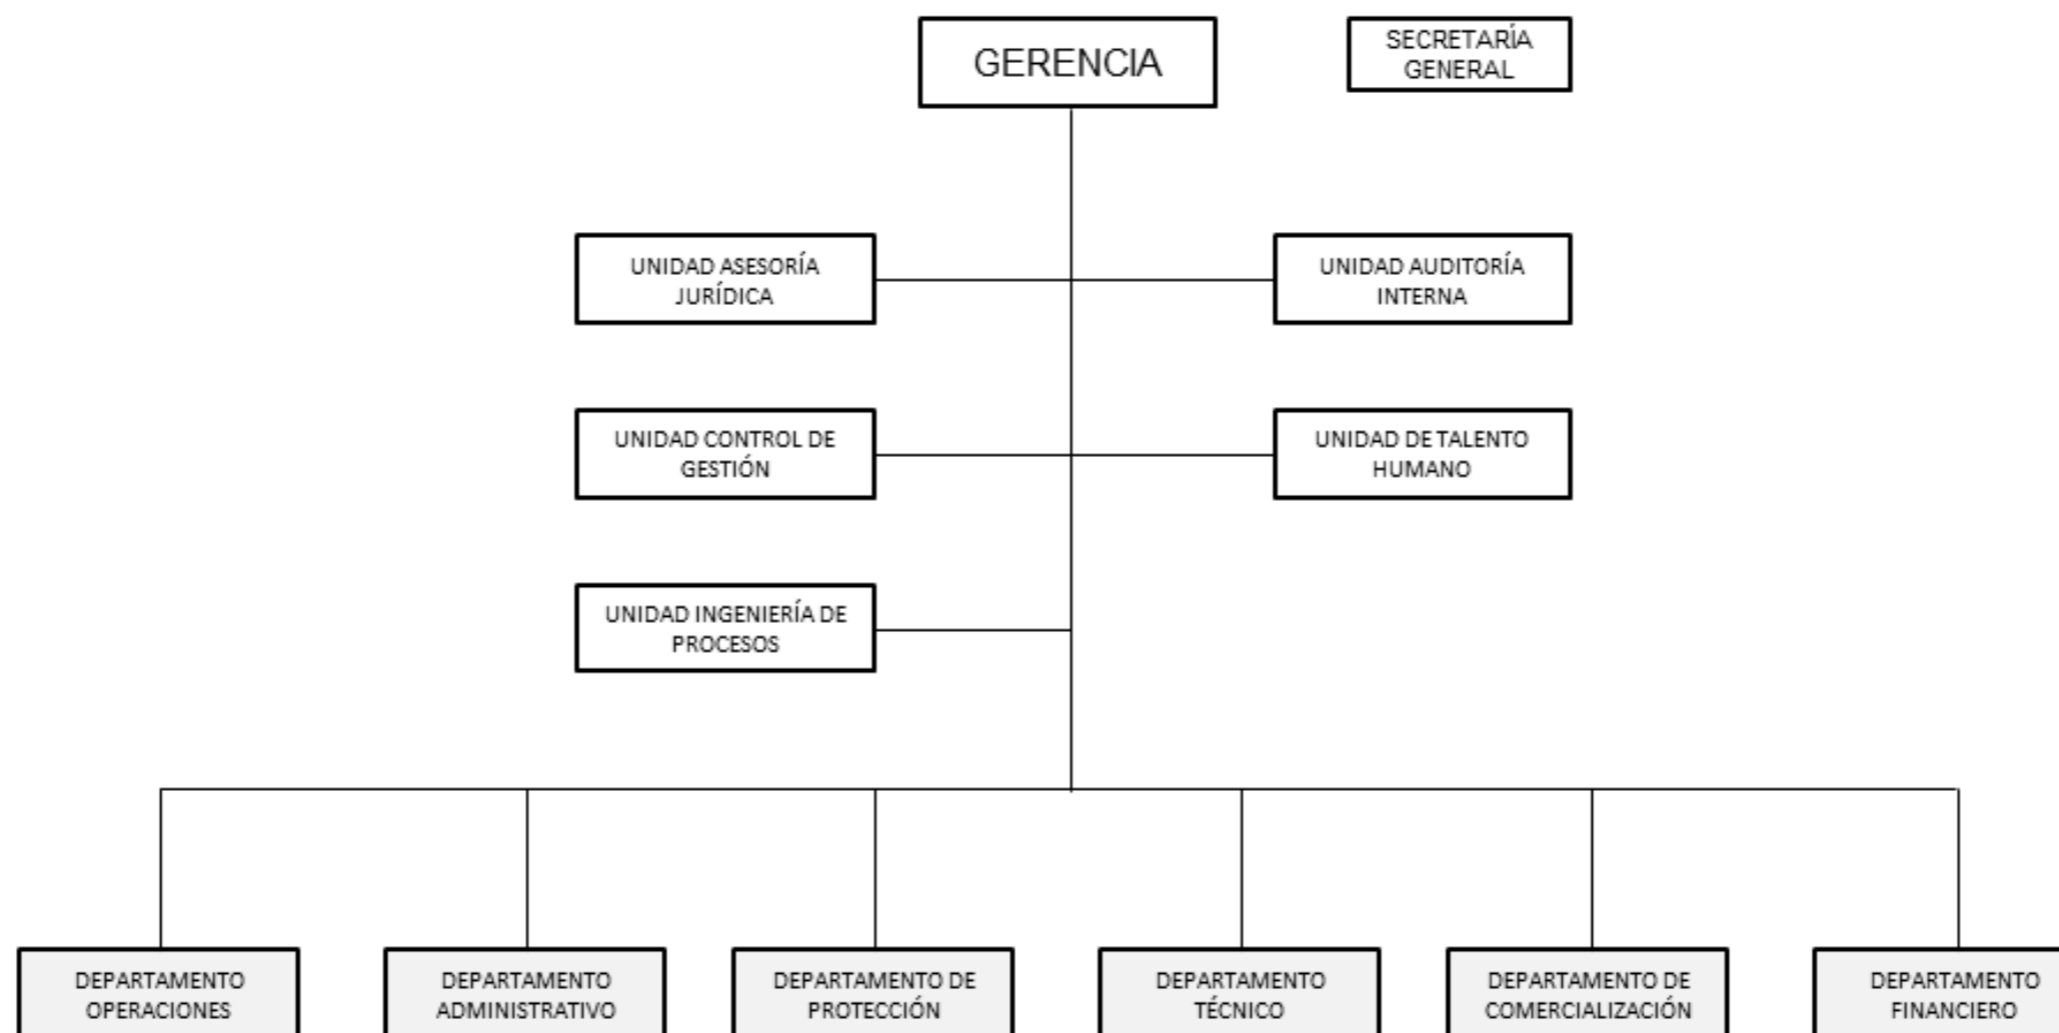 GERENCIA
SECRETARÍA
GENERAL
UNIDAD ASESORÍA
JURÍDICA
UNIDAD AUDITORÍA
INTERNA
UNIDAD CONTROL DE
GESTIÓN
UNIDAD DE TALENTO
HUMANO
UNIDAD INGENIERÍA DE
PROCESOS
DEPARTAMENTO
OPERACIONES
DEPARTAMENTO
ADMINISTRATIVO
DEPARTAMENTO DE
PROTECCIÓN
DEPARTAMENTO
TÉCNICO
DEPARTAMENTO DE
COMERCIALIZACIÓN
DEPARTAMENTO
FINANCIERO